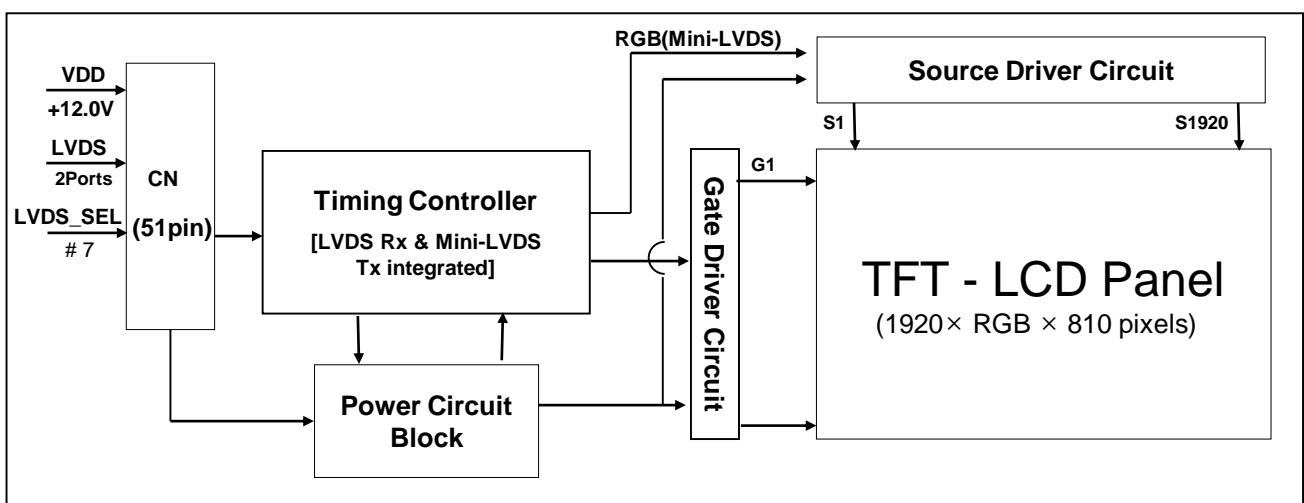 VDD
+12.0V
LVDS
2Ports
LVDS_SEL
# 7
CN
(51pin)
Timing Controller
[LVDS Rx & Mini-LVDS
Tx integrated]
Power Circuit
Block
RGB(Mini-LVDS)
Source Driver Circuit
S1
S1920
G1
Gate Driver Circuit
TFT - LCD Panel
(1920× RGB × 810 pixels)